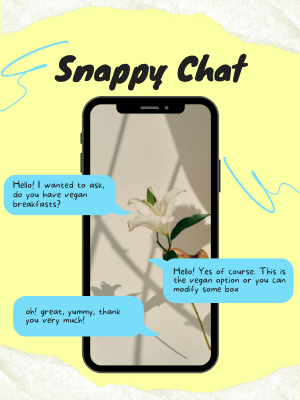 Snappy Chat
Hello! I wanted to ask,
do you have vegan
breakfasts?
Hello! Yes of course. This is
the vegan option or you can
modify some box
oh! great, yummy, thank
you very much!